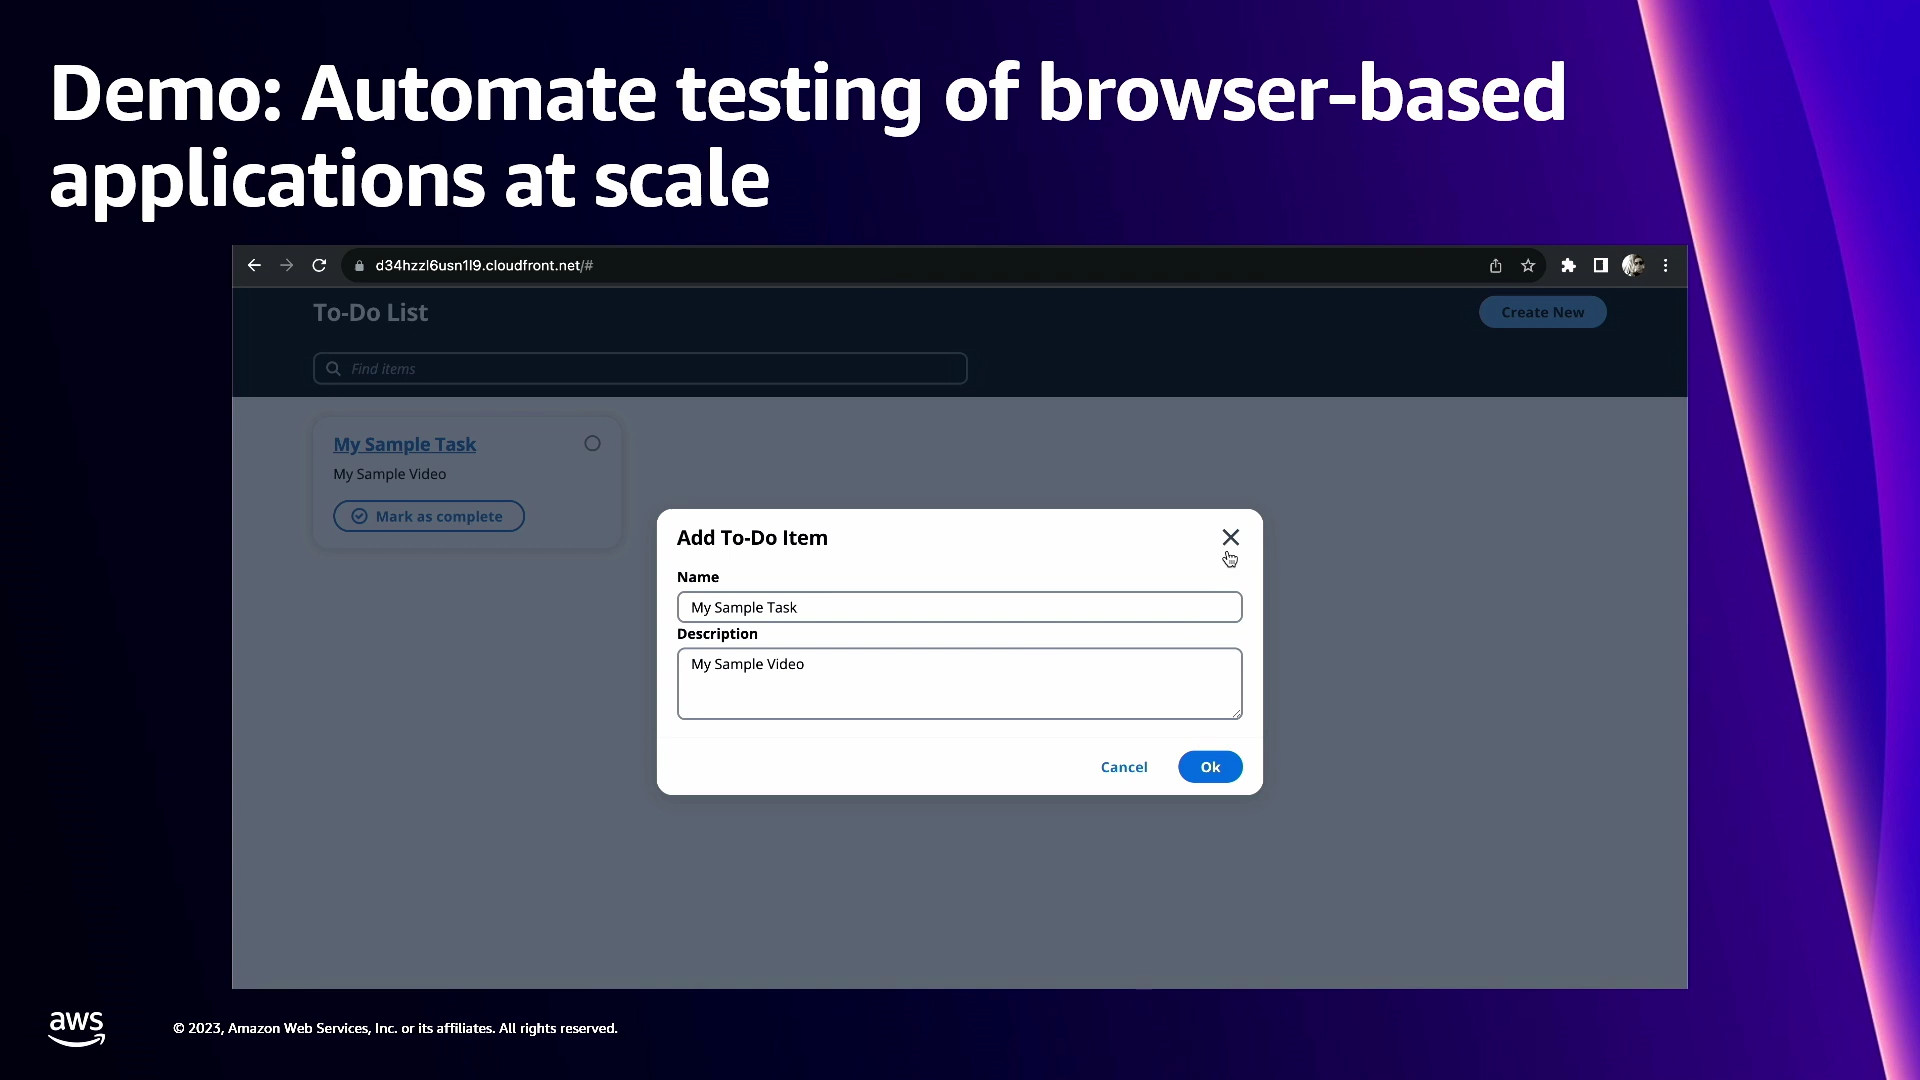 Demo: Automate testing of browser-based
applications at scale
d34hzzl6usn1l9.cloudfront.net/#
To-Do List
Create New
Find items
My Sample Task
My Sample Video
Mark as complete
Add To-Do Item
Name
My Sample Task
Description
My Sample Video
Cancel
Ok
aws
© 2023, Amazon Web Services, Inc. or its affiliates. All rights reserved.